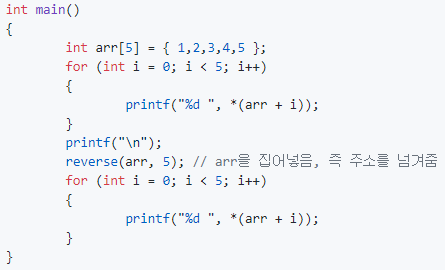 int main()
{
int arr[5] = { 1,2,3,4,5 };
for (int i = 0; i < 5; i++)
{
printf("%d ", *(arr + i));
}
printf("\n");
reverse(arr, 5); // arr을 집어넣음, 즉 주소를 넘겨줌
for (int i = 0; i < 5; i++)
{
printf("%d ", *(arr + i));
}
}